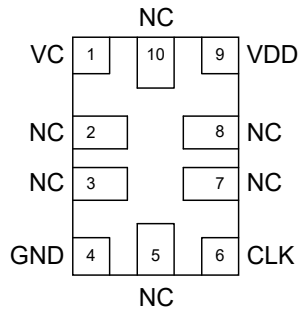 NC
VC 1 10 9 VDD
NC 2 8 NC
NC 3 7 NC
GND 4 5 6 CLK
NC